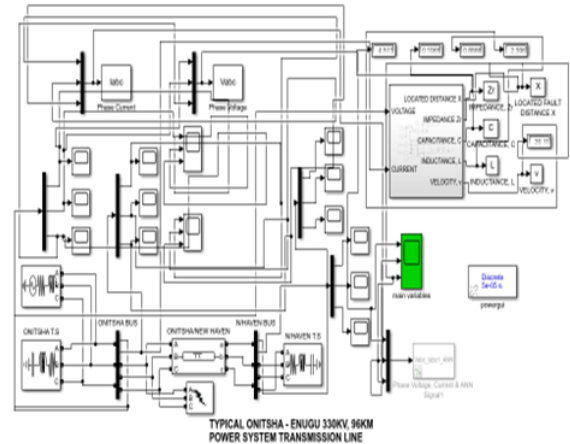 Iabc
Phase Current
Vabc
Phase Voltage
VOLTAGE
CURRENT
LOCATED DISTANCE, X
IMPEDANCE Zr
CAPACITANCE, C
INDUCTANCE, L
VELOCITY, v
Zr
IMPEDANCE, Zr
C
CAPACITANCE, C
L
INDUCTANCE, L
X
LOCATED FAULT
DISTANCE X
v
VELOCITY, v
main variables
Discrete
5e-05 s.
powergui
A
B
C
ONITSHA T.S
A
B
C
ONITSHA BUS
ONITSHA/NEW HAVEN
N/HAVEN BUS
N/HAVEN T.S
A
B
C
A
B
C
Phase Voltage, Current & ANN
Signal1
TYPICAL ONITSHA - ENUGU 330KV, 96KM
POWER SYSTEM TRANSMISSION LINE